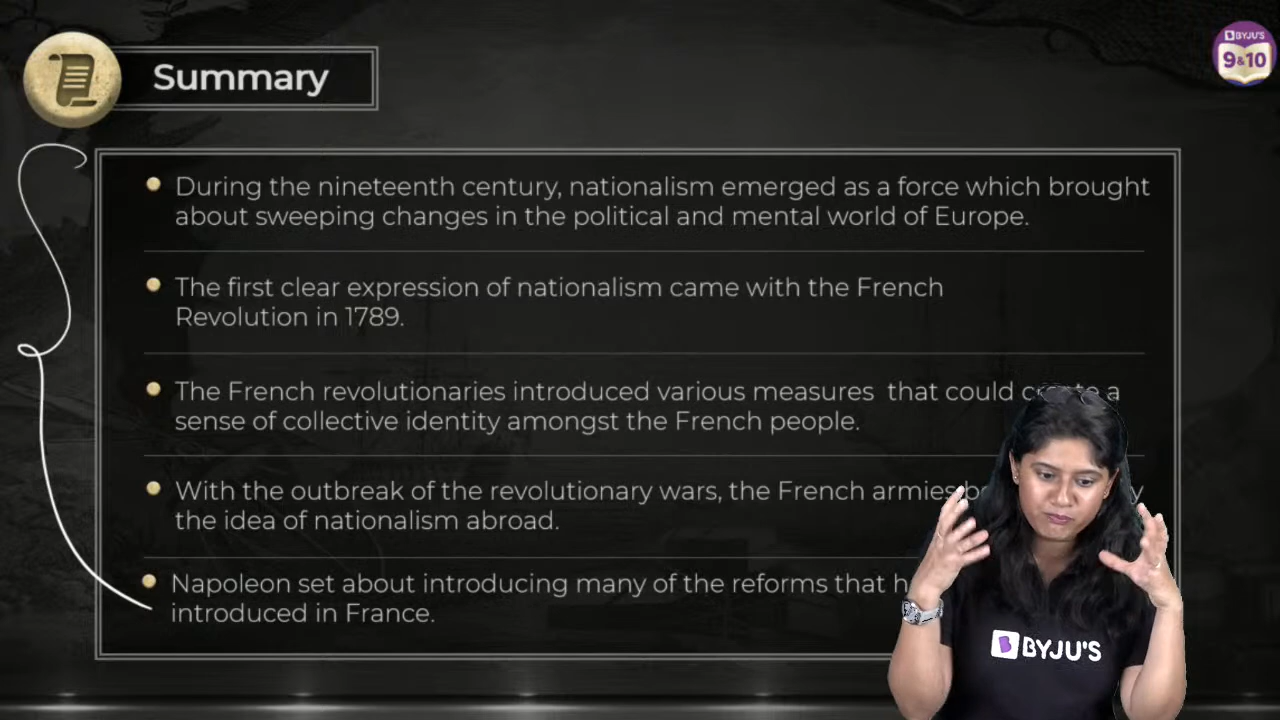 Summary
BYJU'S
9&10
During the nineteenth century, nationalism emerged as a force which brought
about sweeping changes in the political and mental world of Europe.
The first clear expression of nationalism came with the French
Revolution in 1789.
The French revolutionaries introduced various measures that could create a
sense of collective identity amongst the French people.
With the outbreak of the revolutionary wars, the French armies
the idea of nationalism abroad.
Napoleon set about introducing many of the reforms that
introduced in France.
BYJU'S